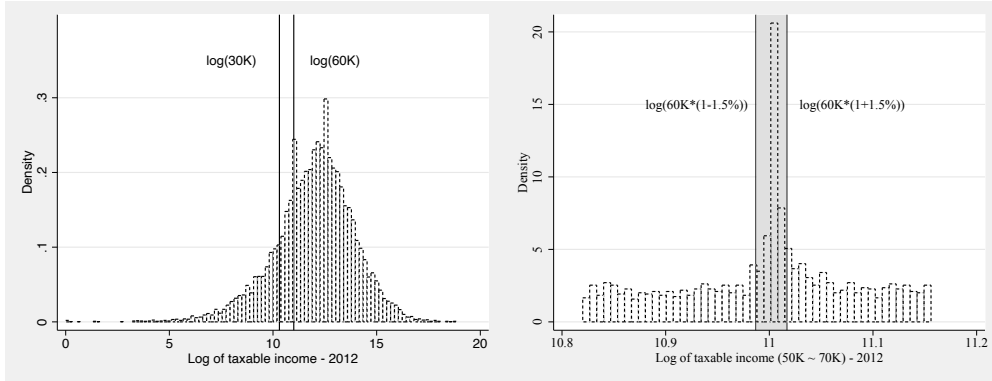 log(30K)
log(60K)
Density
0
.1
.2
.3
0
5
10
15
20
Log of taxable income - 2012
log(60K*(1-1.5%))
log(60K*(1+1.5%))
Density
0
5
10
15
20
10.8
10.9
11
11.1
11.2
Log of taxable income (50K ~ 70K) - 2012